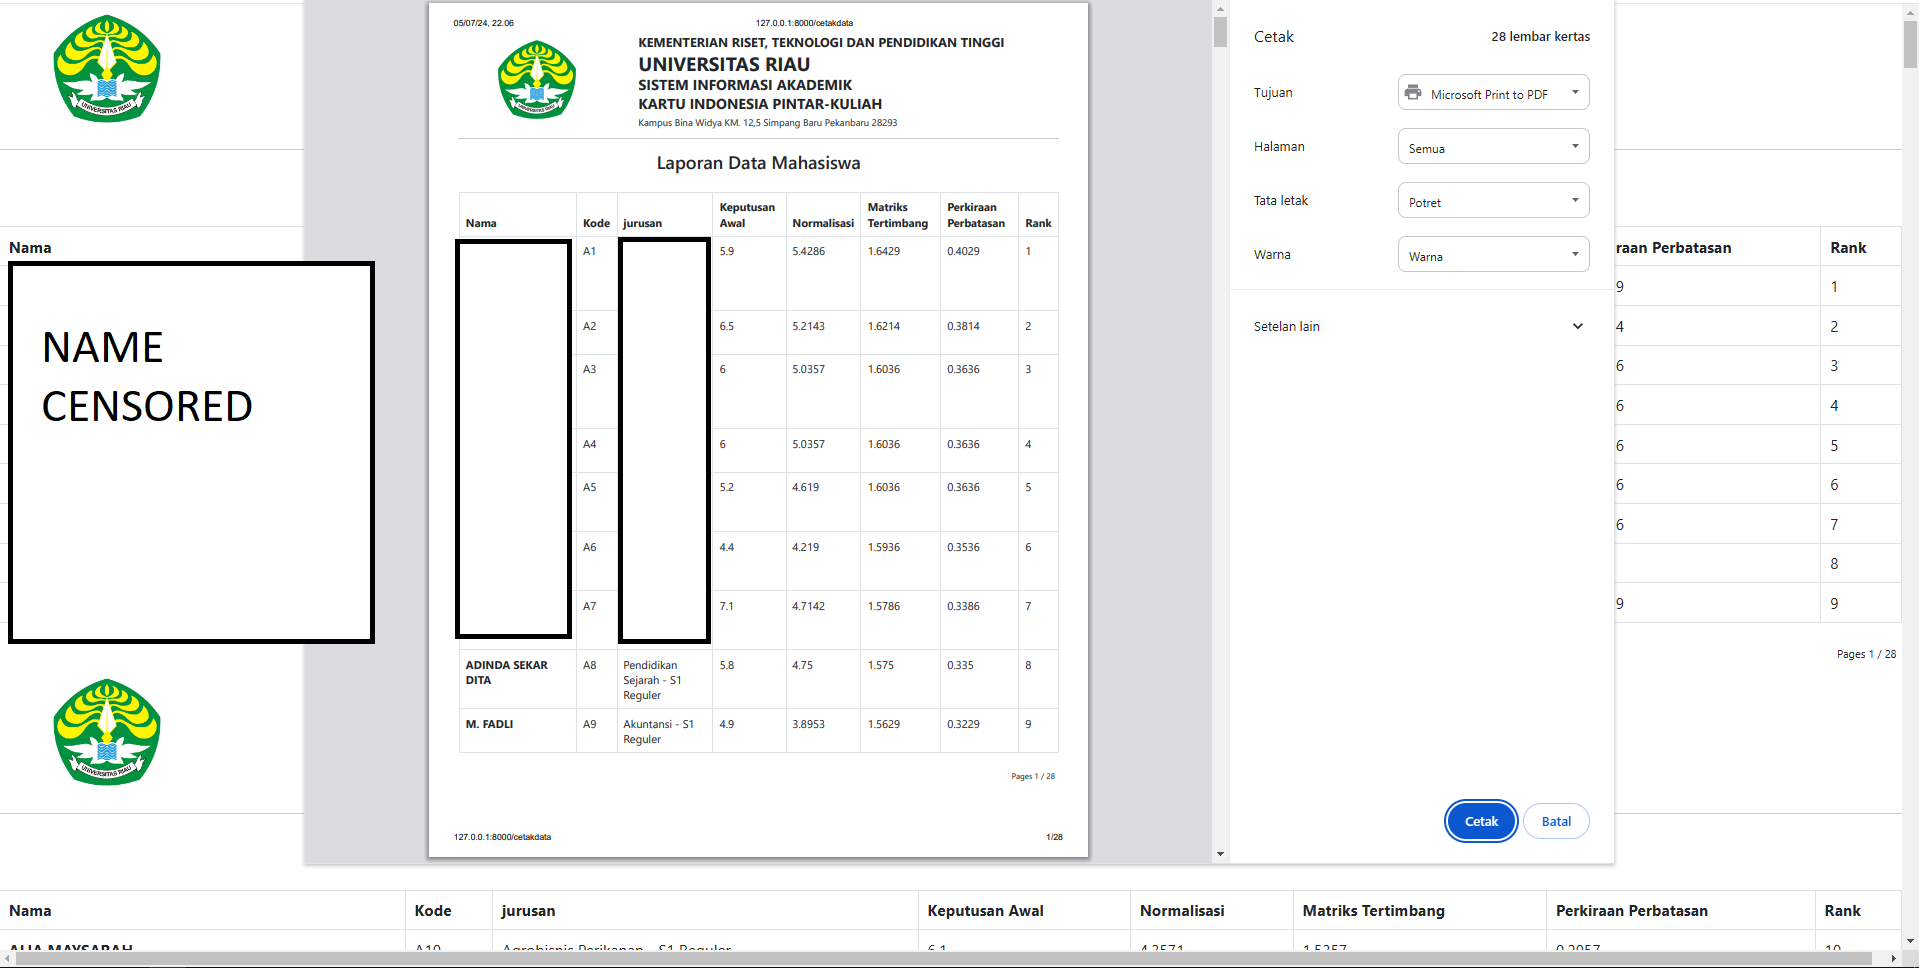 05/07/24, 22.06 127.0.0.1:8000/cetakdata
KEMENTERIAN RISET, TEKNOLOGI DAN PENDIDIKAN TINGGI
UNIVERSITAS RIAU
SISTEM INFORMASI AKADEMIK
KARTU INDONESIA PINTAR-KULIAH
Kampus Bina Widya KM. 12,5 Simpang Baru Pekanbaru 28293
UNIVERSITAS RIAU
Laporan Data Mahasiswa
Nama Kode jurusan Keputusan Awal Normalisasi Matriks Tertimbang Perkiraan Perbatasan Rank
A1 5.9 5.4286 1.6429 0.4029 1
A2 6.5 5.2143 1.6214 0.3814 2
A3 6 5.0357 1.6036 0.3636 3
A4 6 5.0357 1.6036 0.3636 4
A5 5.2 4.619 1.6036 0.3636 5
A6 4.4 4.219 1.5936 0.3536 6
A7 7.1 4.7142 1.5786 0.3386 7
ADINDA SEKAR DITA A8 Pendidikan Sejarah - S1 Reguler 5.8 4.75 1.575 0.335 8
M. FADLI A9 Akuntansi - S1 Reguler 4.9 3.8953 1.5629 0.3229 9
Pages 1 / 28
127.0.0.1:8000/cetakdata 1/28
Cetak 28 lembar kertas
Tujuan Microsoft Print to PDF
Halaman Semua
Tata letak Potret
Warna Warna
Setelan lain
Cetak Batal
UNIVERSITAS RIAU
Nama
NAME
CENSORED
raan Perbatasan Rank
9 1
4 2
6 3
6 4
6 5
6 6
6 7
8
9 9
Pages 1 / 28
UNIVERSITAS RIAU
Nama Kode jurusan Keputusan Awal Normalisasi Matriks Tertimbang Perkiraan Perbatasan Rank
ALIA MAYSARAH A10 Agrobisnis Perikanan - S1 Reguler 6.1 4.3571 1.5357 0.2957 10